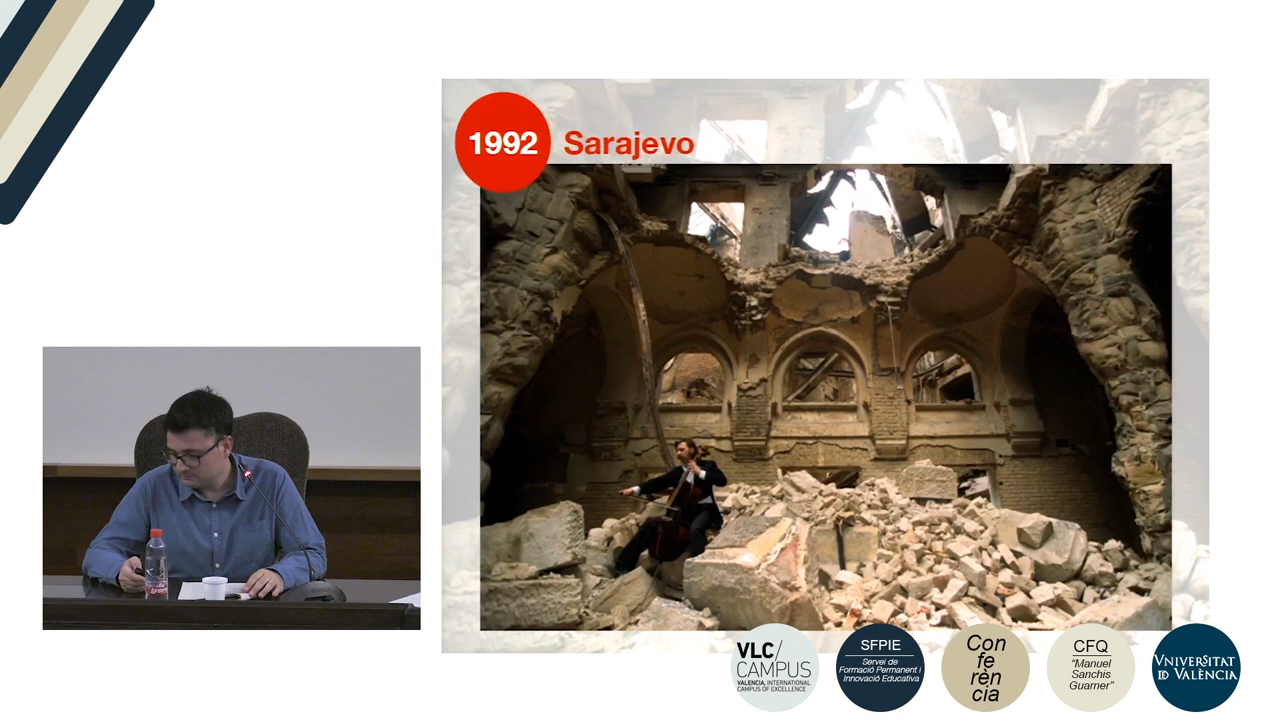 1992
Sarajevo
VLC/
CAMPUS
VALÈNCIA, INTERNATIONAL
CAMPUS OF EXCELLENCE
SFPIE
Servei de
Formació Permanent i
Innovació Educativa
Con
fe
rèn
cia
CFQ
“Manuel
Sanchis
Guarner”
VNIVERSITAT
ID VALÈNCIA